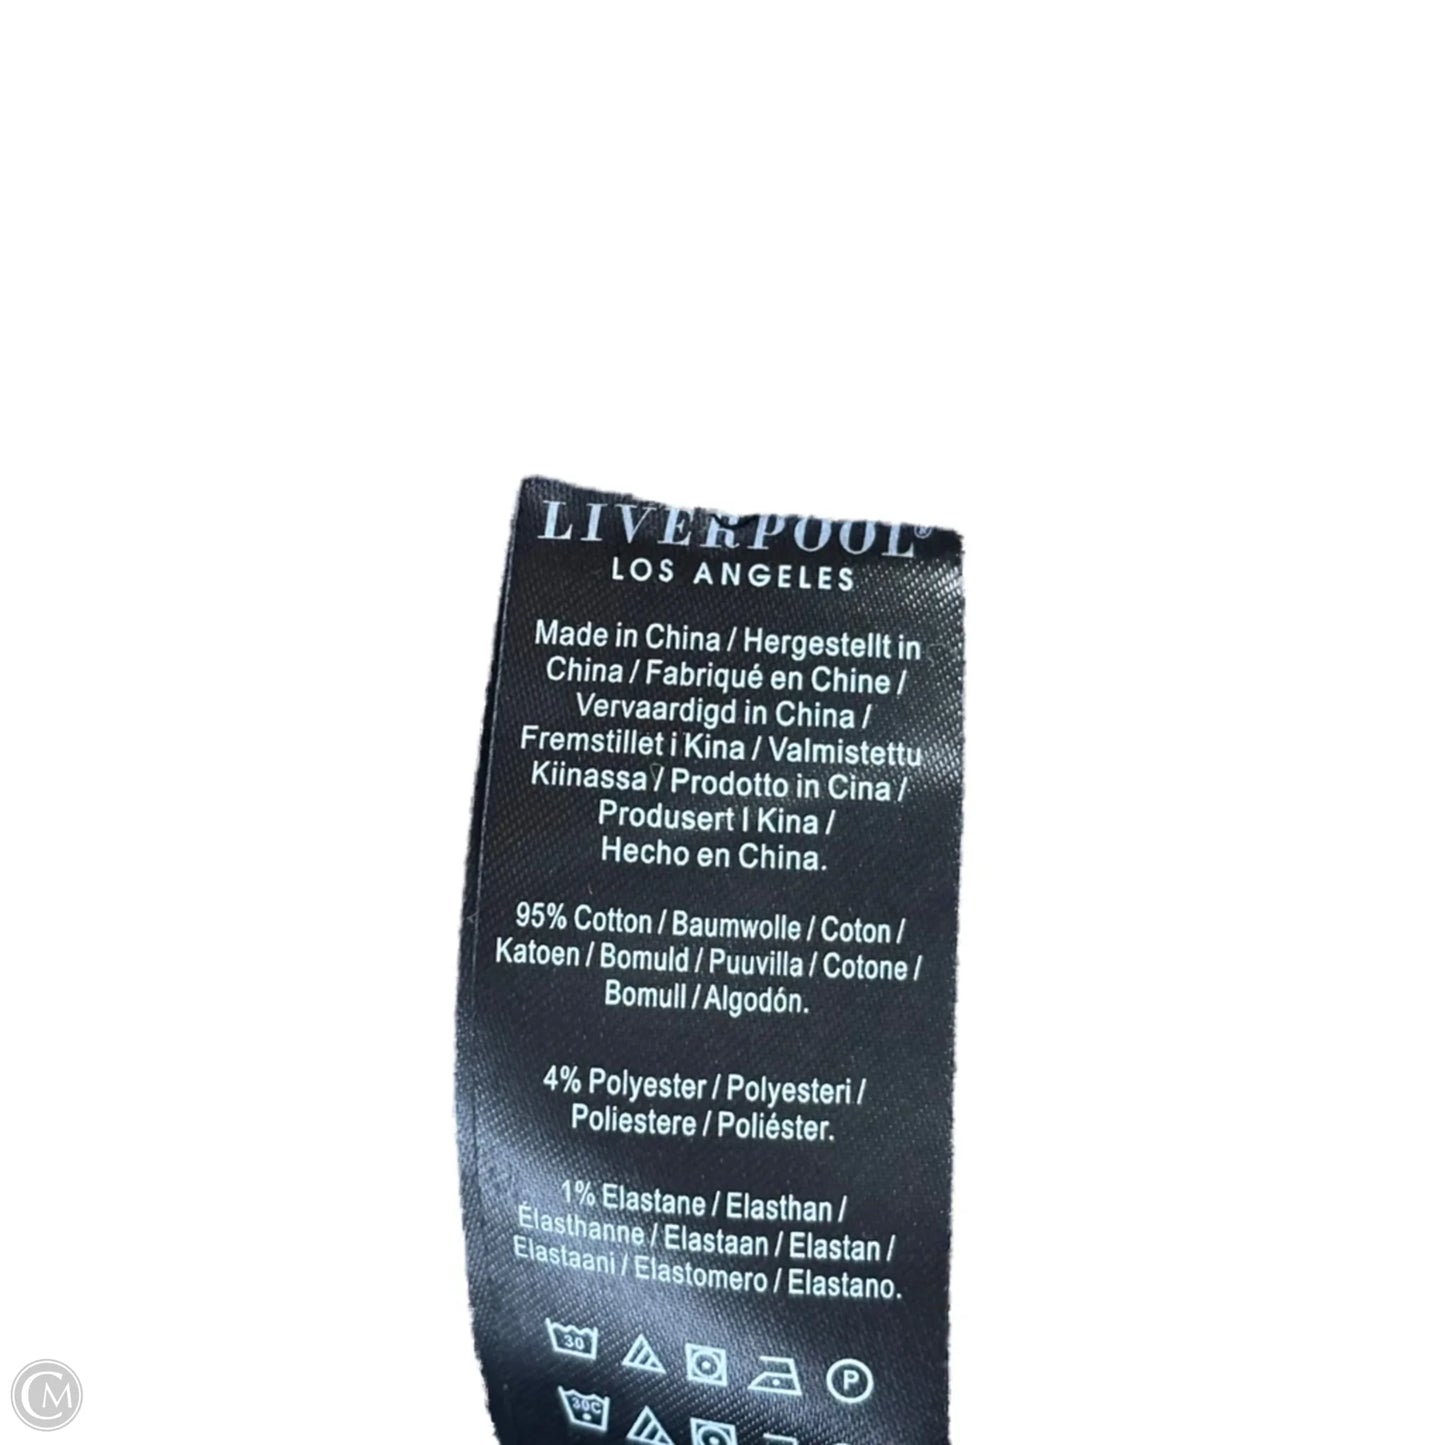 LIVERPOOL®
LOS ANGELES
Made in China / Hergestellt in
China / Fabriqué en Chine /
Vervaardigd in China /
Fremstillet i Kina / Valmistettu
Kiinassa / Prodotto in Cina /
Produsert I Kina /
Hecho en China.
95% Cotton / Baumwolle / Coton /
Katoen / Bomuld / Puuvilla / Cotone /
Bomull / Algodón.
4% Polyester / Polyesteri /
Poliestere / Poliéster.
1% Elastane / Elasthan /
Élasthanne / Elastaan / Elastan /
Elastaani / Elastomero / Elastano.
30 P
30C
CM